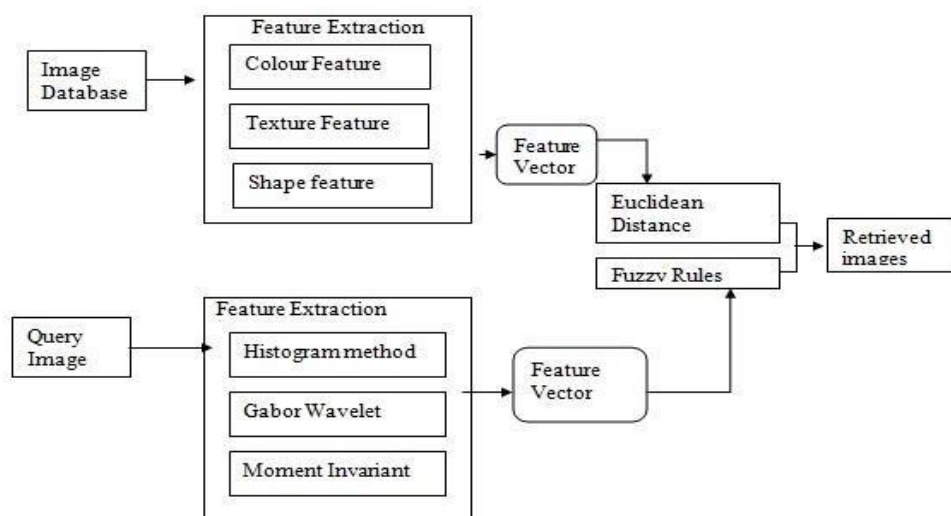 Feature Extraction
Image
Database
Colour Feature
Texture Feature
Shape feature
Feature
Vector
Euclidean
Distance
Fuzzy Rules
Retrieved
images
Feature Extraction
Query
Image
Histogram method
Gabor Wavelet
Moment Invariant
Feature
Vector